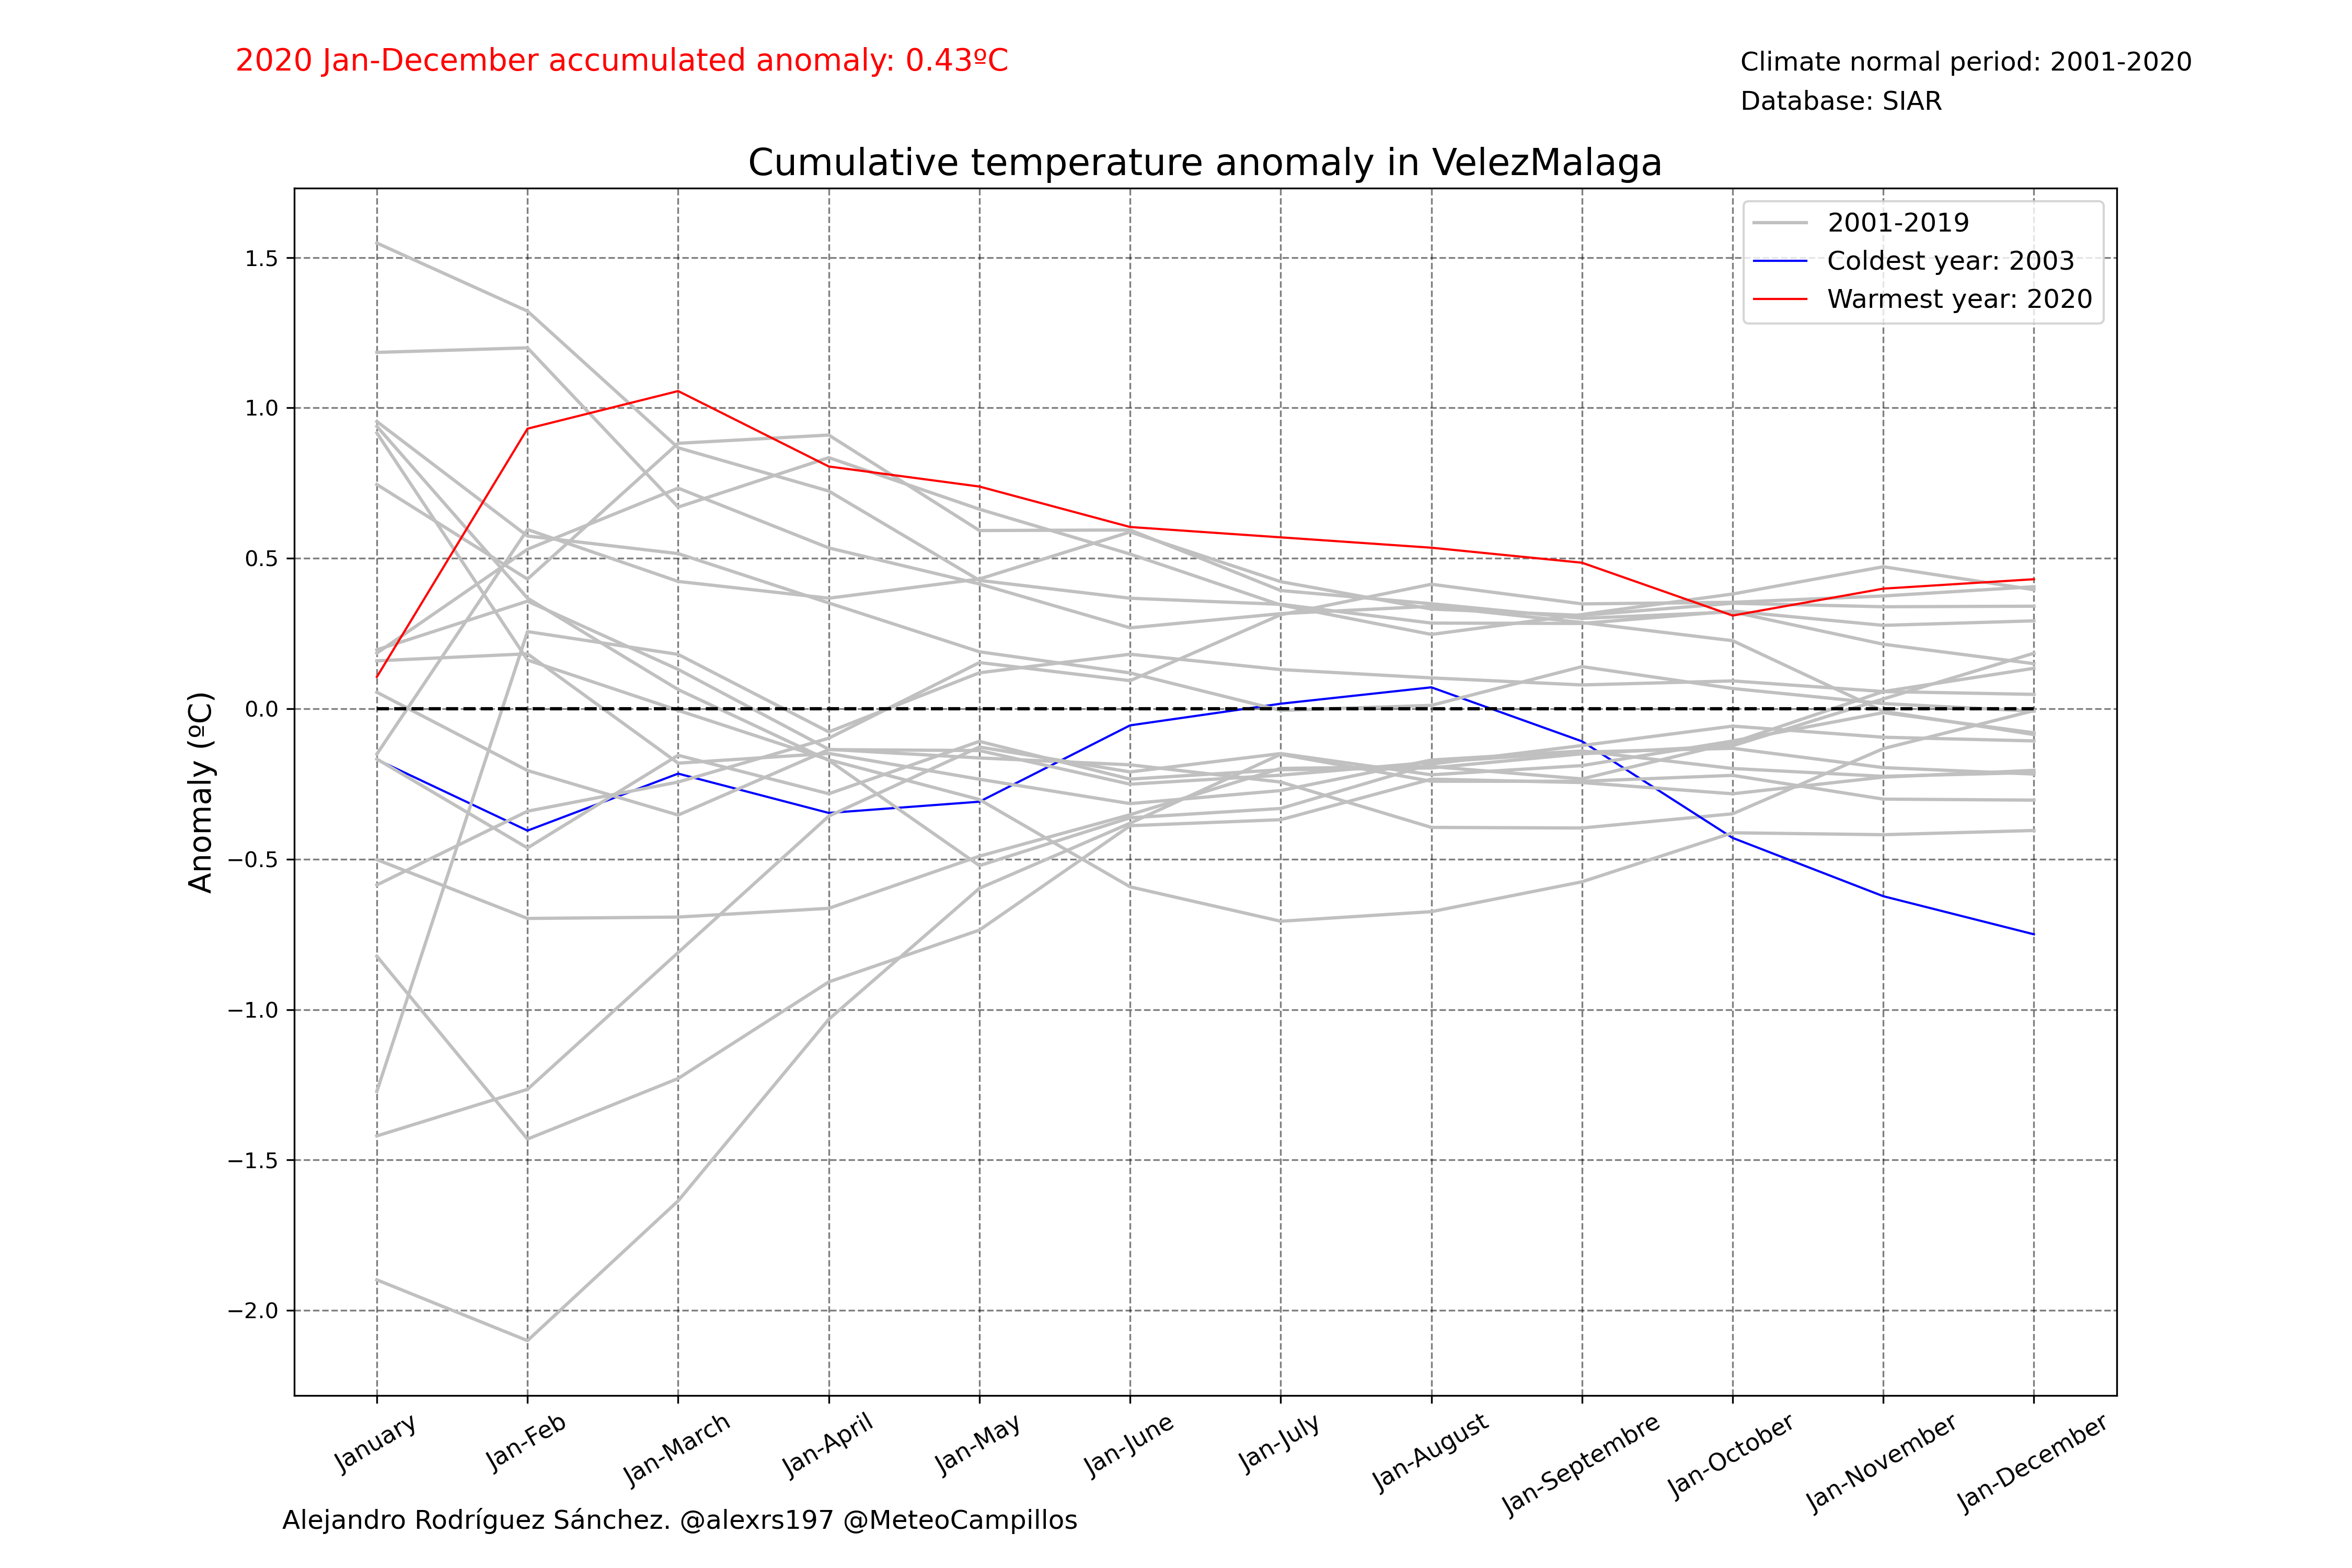 2020 Jan-December accumulated anomaly: 0.43ºC
Climate normal period: 2001-2020
Database: SIAR
Cumulative temperature anomaly in VelezMalaga
2001-2019
Coldest year: 2003
Warmest year: 2020
Anomaly (ºC)
1.5
1.0
0.5
0.0
−0.5
−1.0
−1.5
−2.0
January
Jan-Feb
Jan-March
Jan-April
Jan-May
Jan-June
Jan-July
Jan-August
Jan-Septembre
Jan-October
Jan-November
Jan-December
Alejandro Rodríguez Sánchez. @alexrs197 @MeteoCampillos